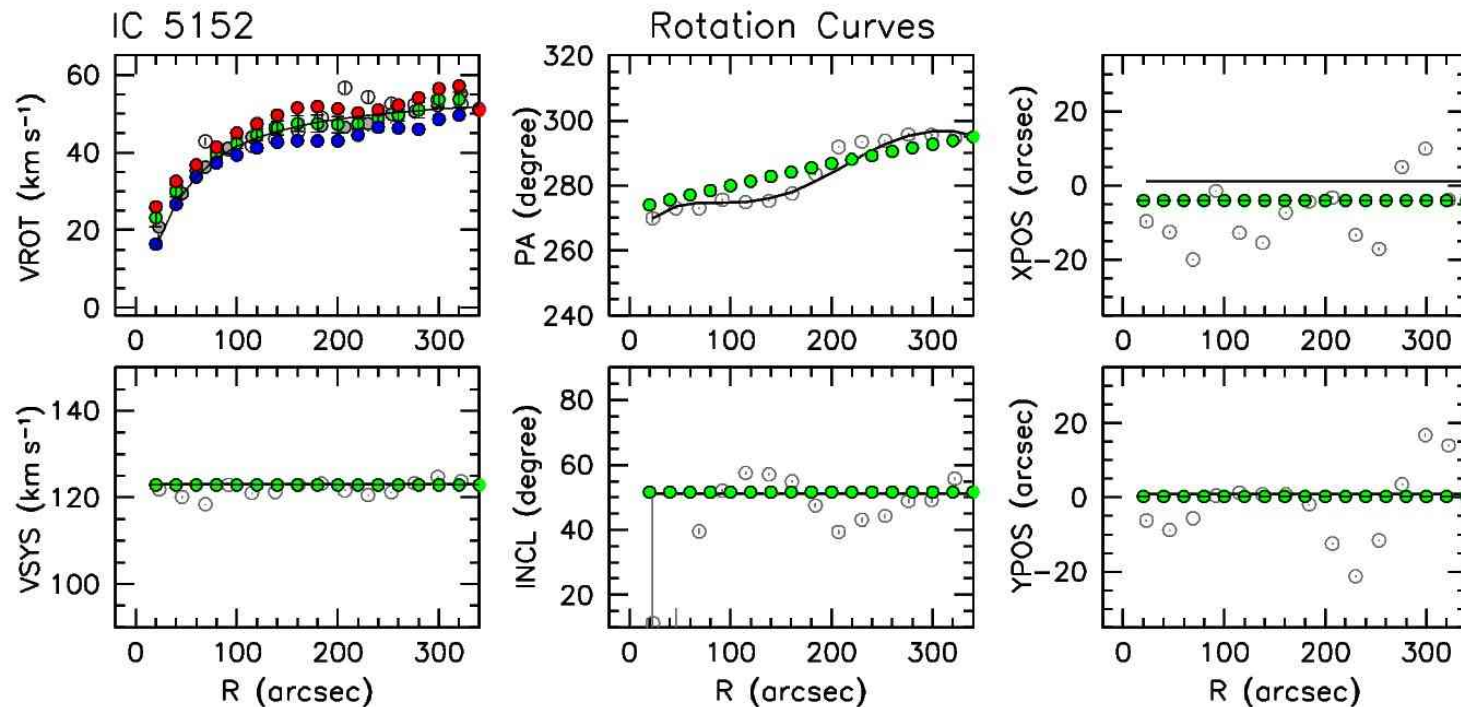 IC 5152
Rotation Curves
VROT (km s⁻¹)
60
40
20
0
0 100 200 300
PA (degree)
320
300
280
260
240
0 100 200 300
XPOS (arcsec)
20
0
-20
0 100 200 300
VSYS (km s⁻¹)
140
120
100
0 100 200 300
R (arcsec)
INCL (degree)
80
60
40
20
0 100 200 300
R (arcsec)
YPOS (arcsec)
20
0
-20
0 100 200 300
R (arcsec)